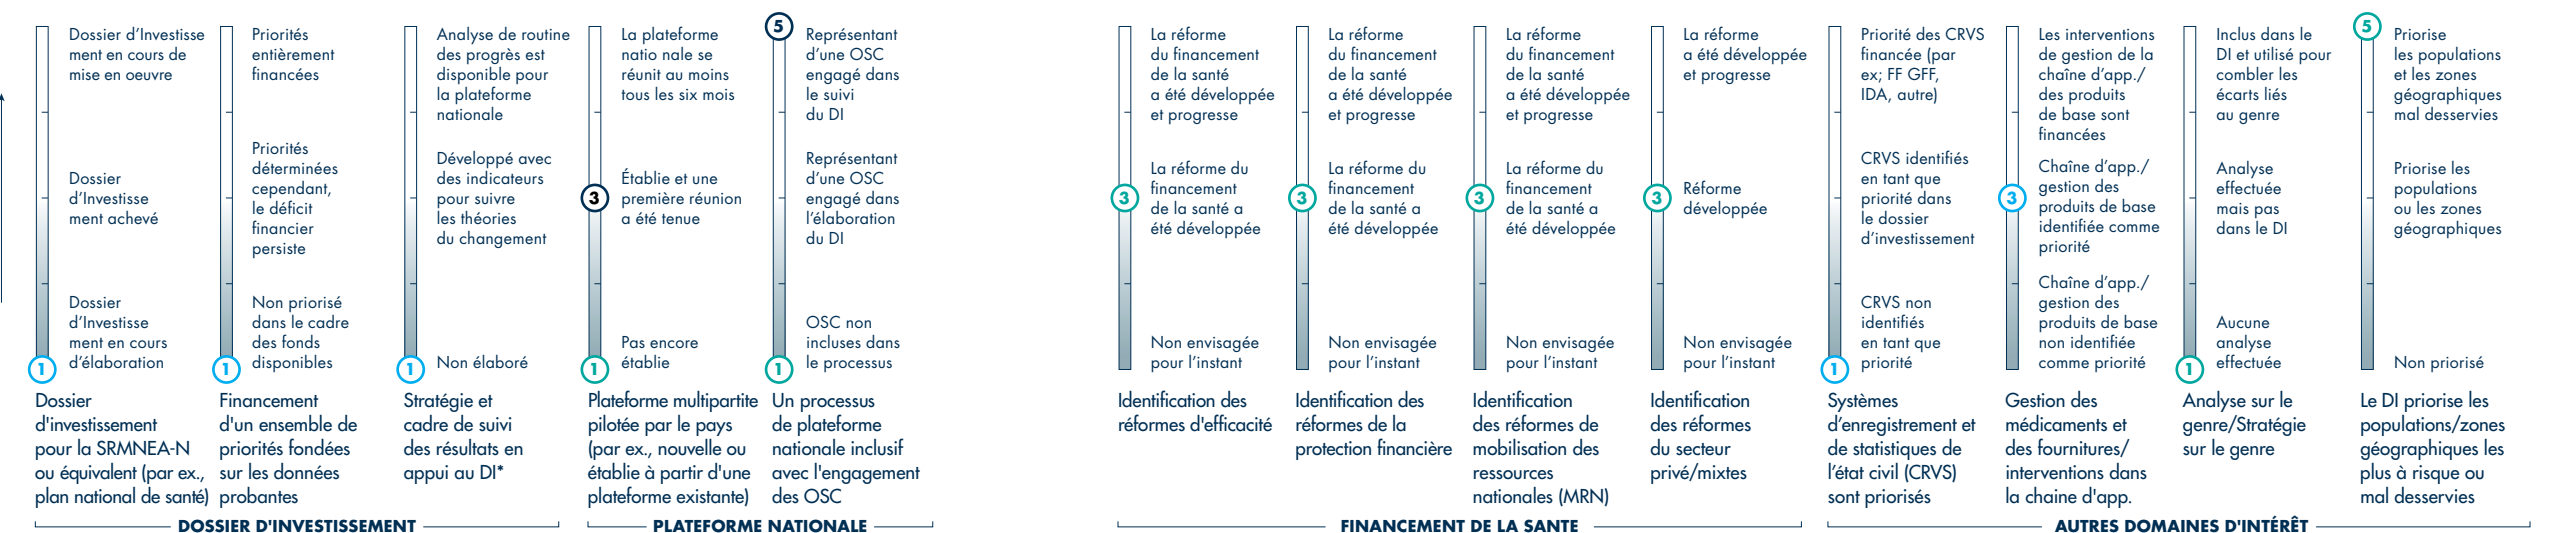 Dossier d’Investisse
ment en cours de
mise en oeuvre
Dossier
d’Investisse
ment achevé
Dossier
d’Investisse
ment en cours
d’élaboration
1
Dossier
d'investissement
pour la SRMNEA-N
ou équivalent (par ex.,
plan national de santé)
Priorités
entièrement
financées
Priorités
déterminées
cependant,
le déficit
financier
persiste
Non priorisé
dans le cadre
des fonds
disponibles
1
Financement
d'un ensemble de
priorités fondées
sur les données
probantes
Analyse de routine
des progrès est
disponible pour
la plateforme
nationale
Développé avec
des indicateurs
pour suivre
les théories
du changement
Non élaboré
1
Stratégie et
cadre de suivi
des résultats en
appui au DI*
DOSSIER D'INVESTISSEMENT
La plateforme
natio nale se
réunit au moins
tous les six mois
3
Établie et une
première réunion
a été tenue
Pas encore
établie
1
Plateforme multipartite
pilotée par le pays
(par ex., nouvelle ou
établie à partir d'une
plateforme existante)
5
Représentant
d’une OSC
engagé dans
le suivi
du DI
Représentant
d’une OSC
engagé dans
l’élaboration
du DI
OSC non
incluses dans
le processus
1
Un processus
de plateforme
nationale inclusif
avec l'engagement
des OSC
PLATEFORME NATIONALE
La réforme
du financement
de la santé
a été développée
et progresse
3
La réforme du
financement
de la santé a
été développée
Non envisagée
pour l’instant
Identification des
réformes d'efficacité
La réforme
du financement
de la santé
a été développée
et progresse
3
La réforme du
financement
de la santé a
été développée
Non envisagée
pour l’instant
Identification des
réformes de la
protection financière
La réforme
du financement
de la santé
a été développée
et progresse
3
La réforme du
financement
de la santé a
été développée
Non envisagée
pour l’instant
Identification
des réformes de
mobilisation des
ressources
nationales (MRN)
La réforme
a été développée
et progresse
3
Réforme
développée
Non envisagée
pour l’instant
Identification
des réformes
du secteur
privé/mixtes
FINANCEMENT DE LA SANTE
Priorité des CRVS
financée (par
ex; FF GFF,
IDA, autre)
CRVS identifiés
en tant que
priorité dans
le dossier
d’investissement
CRVS non
identifiés
en tant que
priorité
1
Systèmes
d’enregistrement et
de statistiques de
l’état civil (CRVS)
sont priorisés
Les interventions
de gestion de la
chaîne d’app./
des produits
de base sont
financées
3
Chaîne d’app./
gestion des
produits de base
identifiée comme
priorité
Chaîne d’app./
gestion des
produits de base
non identifiée
comme priorité
Gestion des
médicaments et
des fournitures/
interventions dans
la chaine d'app.
Inclus dans le
DI et utilisé pour
combler les
écarts liés
au genre
Analyse
effectuée
mais pas
dans le DI
Aucune
analyse
effectuée
1
Analyse sur le
genre/Stratégie
sur le genre
5
Priorise
les populations
et les zones
géographiques
mal desservies
Priorise les
populations
ou les zones
géographiques
Non priorisé
Le DI priorise les
populations/zones
géographiques les
plus à risque ou
mal desservies
AUTRES DOMAINES D'INTÉRÊT